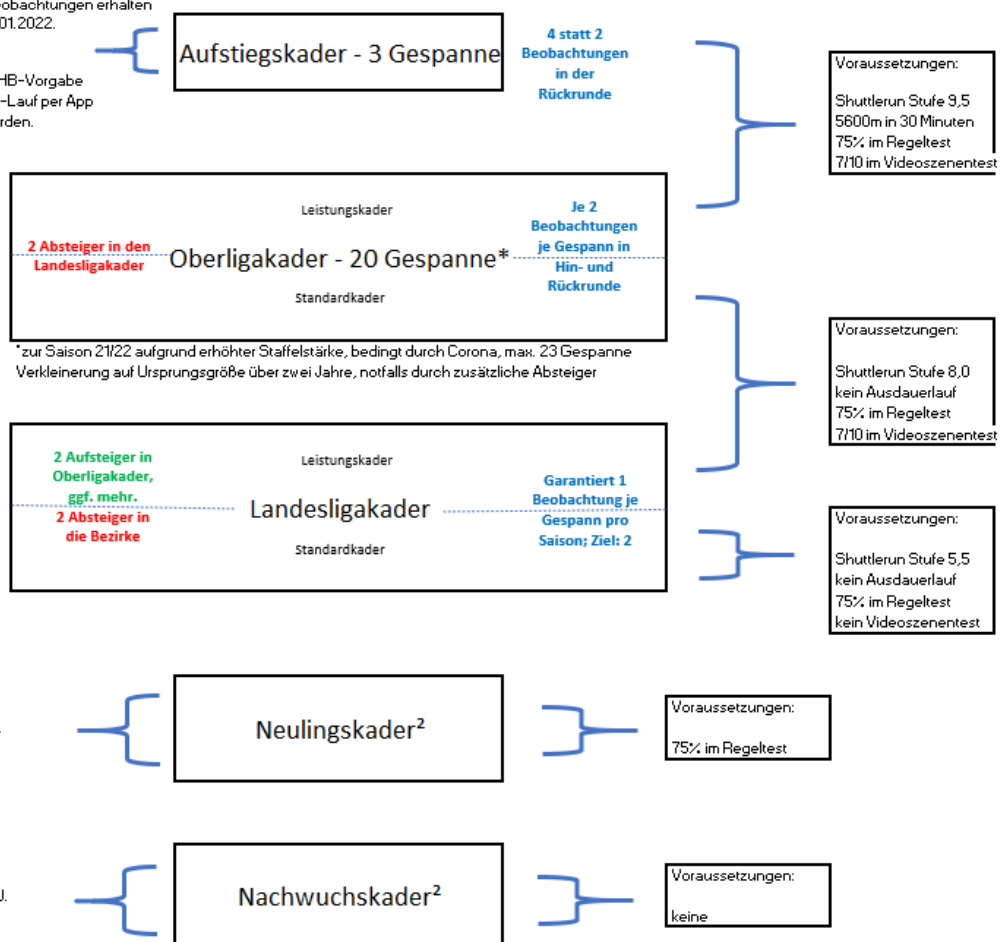 eobachtungen erhalten
01.2022.
HB-Vorgabe
-Lauf per App
rden.
Aufstiegskader - 3 Gespanne
4 statt 2
Beobachtungen
in der
Rückrunde
Voraussetzungen:
Shuttlerun Stufe 9,5
5600m in 30 Minuten
75% im Regeltest
7/10 im Videoszenentest
2 Absteiger in den
Landesligakader
Leistungskader
Oberligakader - 20 Gespanne*
Standardkader
Je 2
Beobachtungen
je Gespann in
Hin- und
Rückrunde
*zur Saison 21/22 aufgrund erhöhter Staffelstärke, bedingt durch Corona, max. 23 Gespanne
Verkleinerung auf Ursprungsgröße über zwei Jahre, notfalls durch zusätzliche Absteiger
Voraussetzungen:
Shuttlerun Stufe 8,0
kein Ausdauerlauf
75% im Regeltest
7/10 im Videoszenentest
2 Aufsteiger in
Oberligakader,
ggf. mehr.
2 Absteiger in
die Bezirke
Leistungskader
Landesligakader
Standardkader
Garantiert 1
Beobachtung je
Gespann pro
Saison; Ziel: 2
Voraussetzungen:
Shuttlerun Stufe 5,5
kein Ausdauerlauf
75% im Regeltest
kein Videoszenentest
Neulingskader²
Voraussetzungen:
75% im Regeltest
J.
Nachwuchskader²
Voraussetzungen:
keine